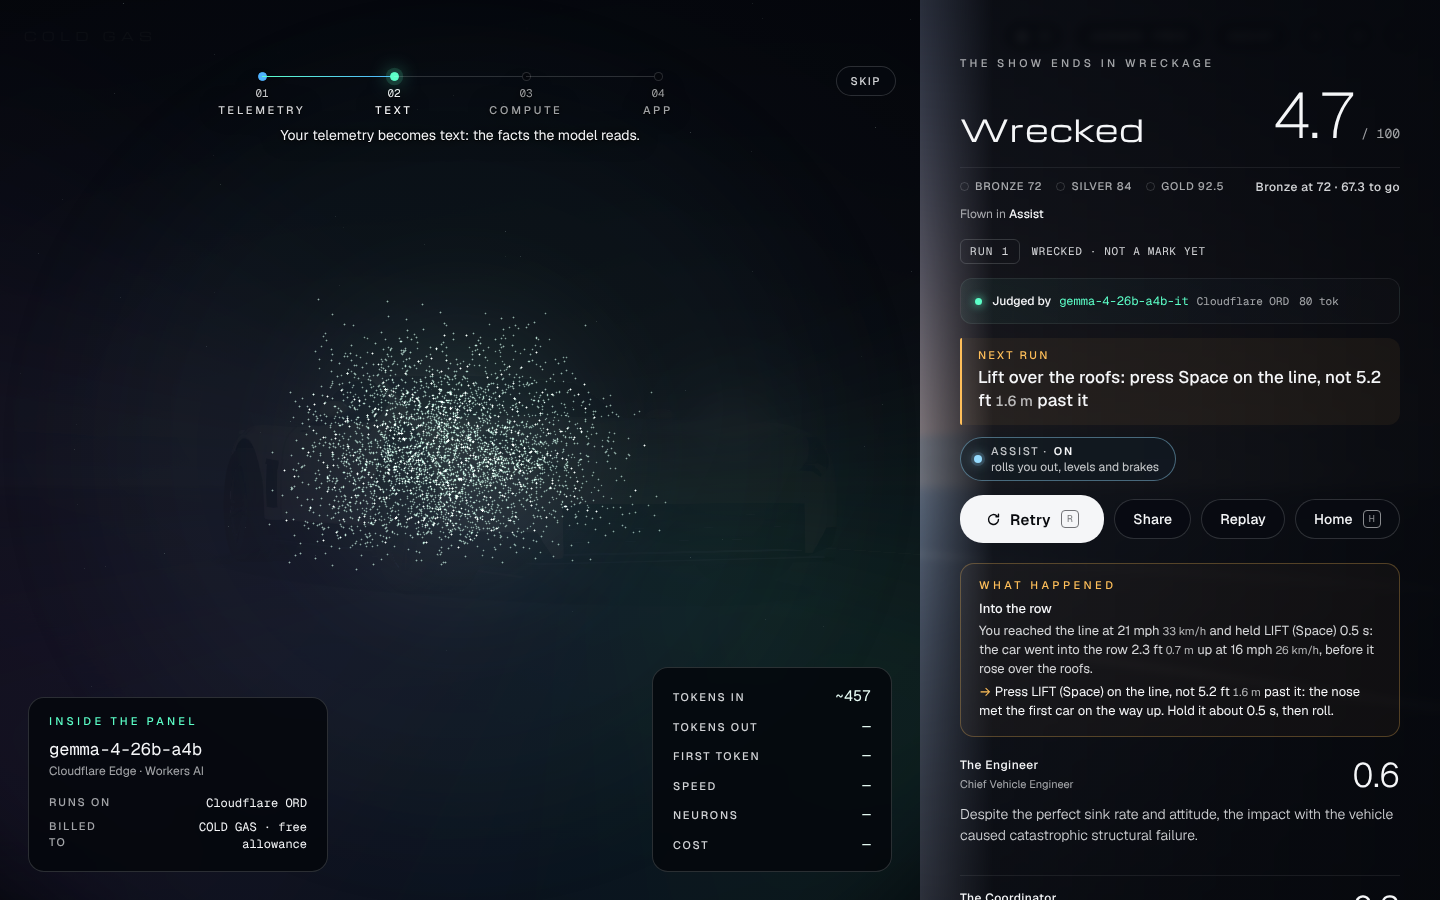 COLD GAS
01
TELEMETRY
02
TEXT
03
COMPUTE
04
APP
SKIP
Your telemetry becomes text: the facts the model reads.
INSIDE THE PANEL
gemma-4-26b-a4b
Cloudflare Edge · Workers AI
RUNS ON Cloudflare ORD
BILLED TO COLD GAS · free allowance
TOKENS IN ~457
TOKENS OUT —
FIRST TOKEN —
SPEED —
NEURONS —
COST —
THE SHOW ENDS IN WRECKAGE
Wrecked 4.7 / 100
BRONZE 72 SILVER 84 GOLD 92.5 Bronze at 72 · 67.3 to go
Flown in Assist
RUN 1 WRECKED · NOT A MARK YET
Judged by gemma-4-26b-a4b-it Cloudflare ORD 80 tok
NEXT RUN
Lift over the roofs: press Space on the line, not 5.2
ft 1.6 m past it
ASSIST · ON
rolls you out, levels and brakes
Retry R Share Replay Home H
WHAT HAPPENED
Into the row
You reached the line at 21 mph 33 km/h and held LIFT (Space) 0.5 s:
the car went into the row 2.3 ft 0.7 m up at 16 mph 26 km/h, before it
rose over the roofs.
→ Press LIFT (Space) on the line, not 5.2 ft 1.6 m past it: the nose
met the first car on the way up. Hold it about 0.5 s, then roll.
The Engineer 0.6
Chief Vehicle Engineer
Despite the perfect sink rate and attitude, the impact with the vehicle
caused catastrophic structural failure.
The Coordinator